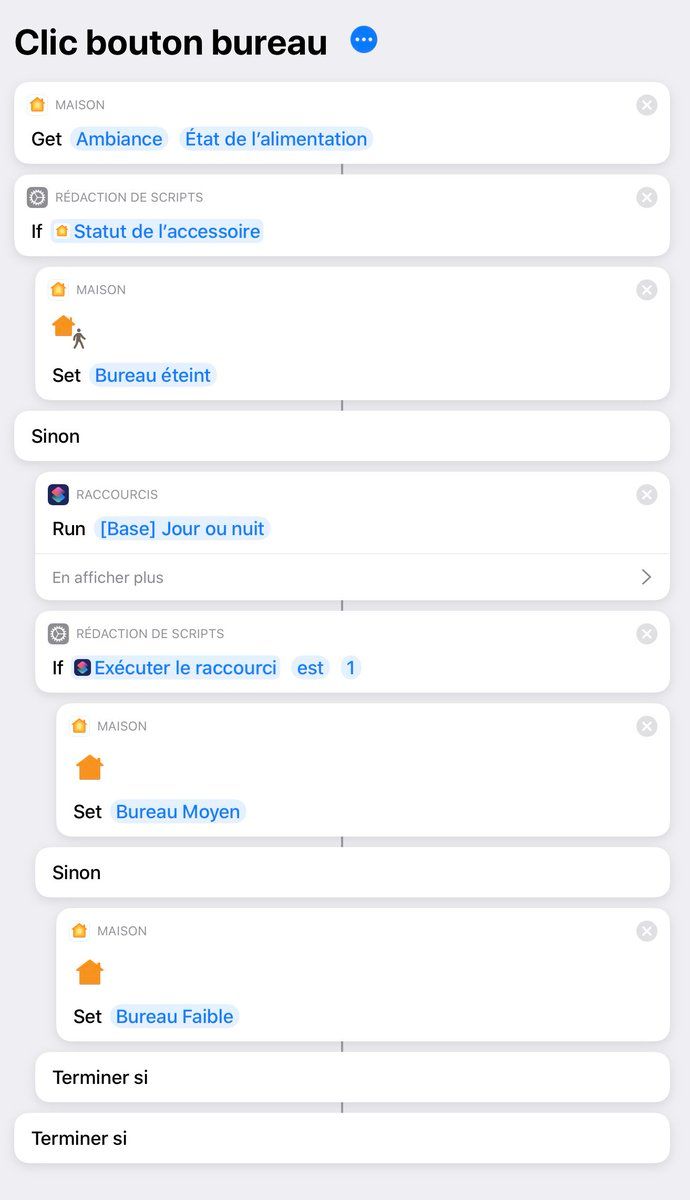 Clic bouton bureau
MAISON
Get Ambiance État de l’alimentation
RÉDACTION DE SCRIPTS
If Statut de l’accessoire
MAISON
Set Bureau éteint
Sinon
RACCOURCIS
Run [Base] Jour ou nuit
En afficher plus
RÉDACTION DE SCRIPTS
If Exécuter le raccourci est 1
MAISON
Set Bureau Moyen
Sinon
MAISON
Set Bureau Faible
Terminer si
Terminer si